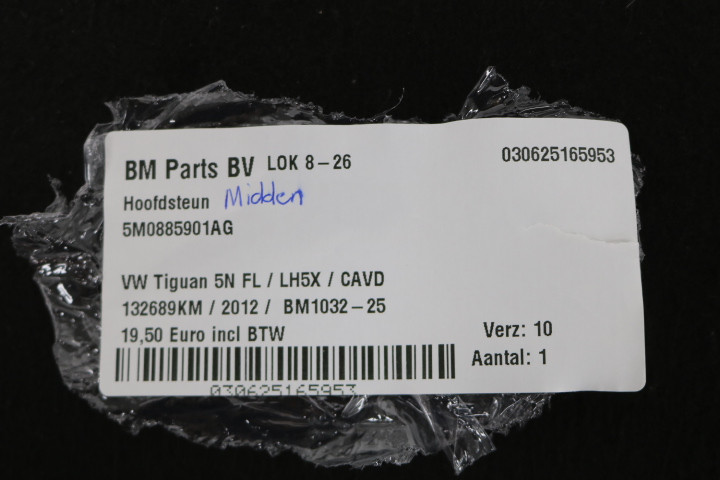 BM Parts BV LOK 8-26 030625165953
Hoofdsteun Midden
5M0885901AG
VW Tiguan 5N FL / LH5X / CAVD
132689KM / 2012 / BM1032-25
19,50 Euro incl BTW Verz: 10
Aantal: 1
030625165953